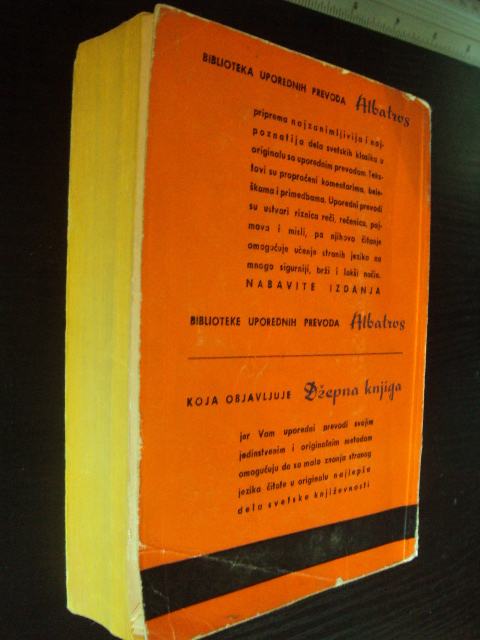 BIBLIOTEKA UPOREDNIH PREVODA Albatros
priprema najzanimljivija i naj-
poznatija dela svetskih klasika u
originalu sa uporednim prevodom. Teks-
tovi su propraćeni komentarima, bele-
škama i primedbama. Uporedni prevodi
su ustvari riznica reči, rečenica, poj-
mova i misli, pa njihovo čitanje
omogućuje učenje stranih jezika na
mnogo sigurniji, brži i lakši način.
NABAVITE IZDANJA
BIBLIOTEKE UPOREDNIH PREVODA Albatros
KOJA OBJAVLJUJE Džepna knjiga
jer Vam uporedni prevodi svojim
jedinstvenim i originalnim metodom
omogućuju da sa malo znanja stranog
jezika čitate u originalu najlepša
dela svetske književnosti